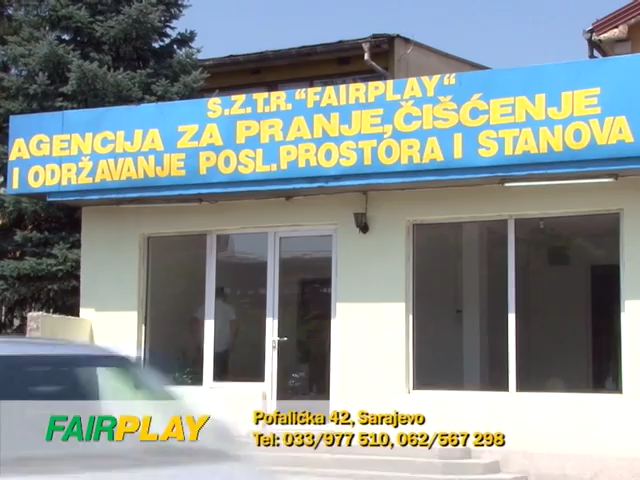 S.Z.T.R. "FAIRPLAY"
AGENCIJA ZA PRANJE,ČIŠĆENJE
I ODRŽAVANJE POSL.PROSTORA I STANOVA
FAIRPLAY
Pofalićka 42, Sarajevo
Tel: 033/977 510, 062/567 298